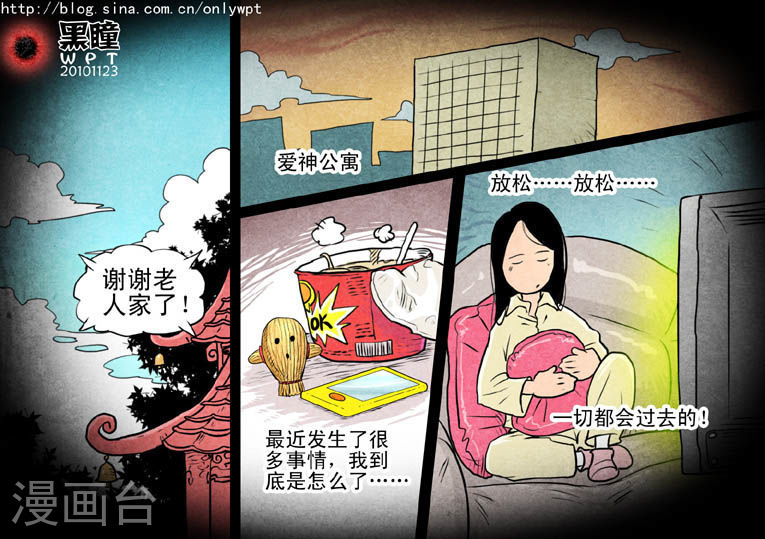 http://blog.sina.com.cn/onlywpt
黑瞳
WPT
20101123
谢谢老
人家了！
爱神公寓
最近发生了很
多事情，我到
底是怎么了……
OK
放松……放松……
一切都会过去的！
漫画台